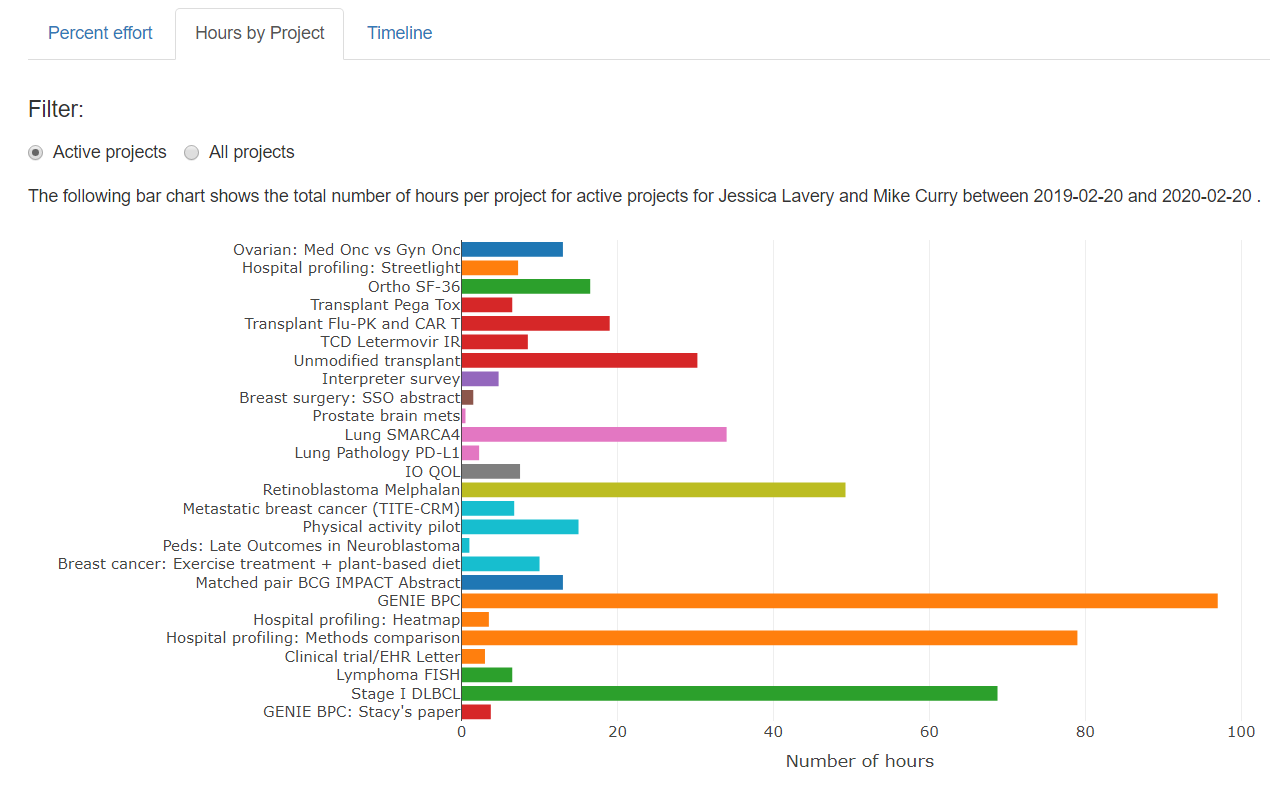 Percent effort Hours by Project Timeline
Filter:
Active projects All projects
The following bar chart shows the total number of hours per project for active projects for Jessica Lavery and Mike Curry between 2019-02-20 and 2020-02-20 .
Ovarian: Med Onc vs Gyn Onc
Hospital profiling: Streetlight
Ortho SF-36
Transplant Pega Tox
Transplant Flu-PK and CAR T
TCD Letermovir IR
Unmodified transplant
Interpreter survey
Breast surgery: SSO abstract
Prostate brain mets
Lung SMARCA4
Lung Pathology PD-L1
IO QOL
Retinoblastoma Melphalan
Metastatic breast cancer (TITE-CRM)
Physical activity pilot
Peds: Late Outcomes in Neuroblastoma
Breast cancer: Exercise treatment + plant-based diet
Matched pair BCG IMPACT Abstract
GENIE BPC
Hospital profiling: Heatmap
Hospital profiling: Methods comparison
Clinical trial/EHR Letter
Lymphoma FISH
Stage I DLBCL
GENIE BPC: Stacy's paper
0 20 40 60 80 100
Number of hours